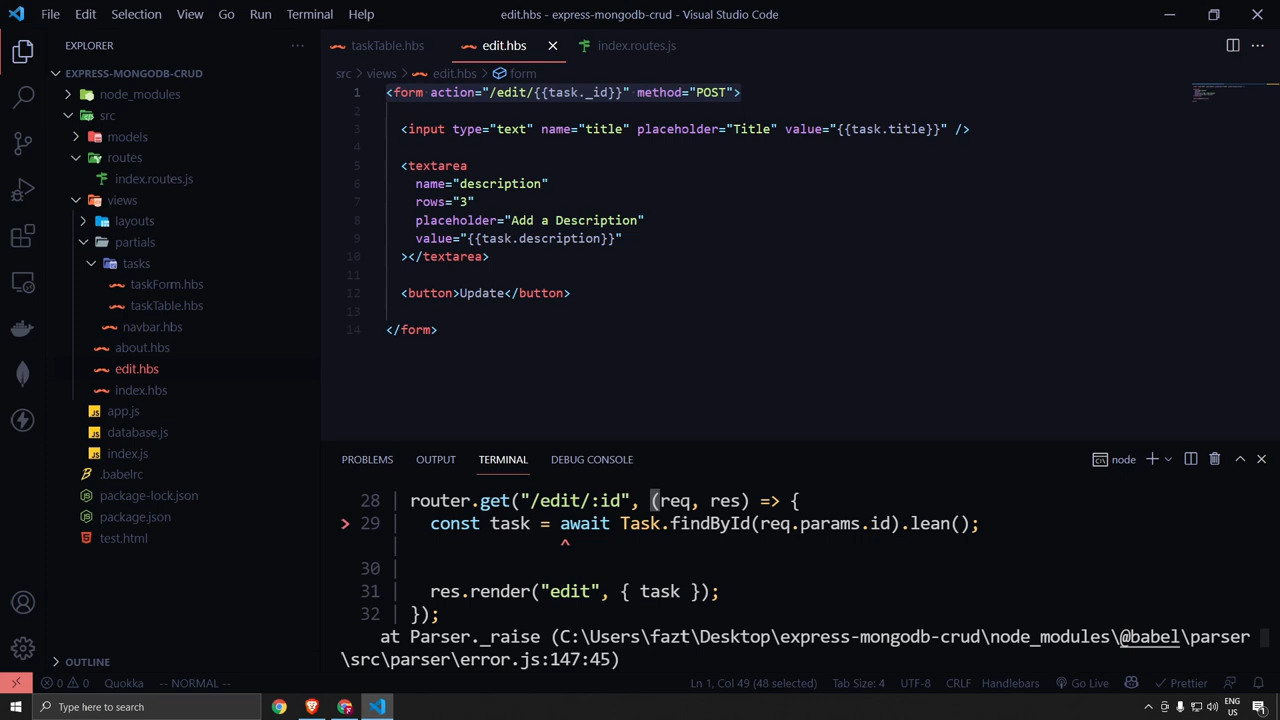 File Edit Selection View Go Run Terminal Help
edit.hbs - express-mongodb-crud - Visual Studio Code
EXPLORER
EXPRESS-MONGODB-CRUD
node_modules
src
models
routes
index.routes.js
views
layouts
partials
tasks
taskForm.hbs
taskTable.hbs
navbar.hbs
about.hbs
edit.hbs
index.hbs
app.js
database.js
index.js
.babelrc
package-lock.json
package.json
test.html
OUTLINE
taskTable.hbs edit.hbs index.routes.js
src > views > edit.hbs > form
1 <form action="/edit/{{task._id}}" method="POST">
2
3 <input type="text" name="title" placeholder="Title" value="{{task.title}}" />
4
5 <textarea
6 name="description"
7 rows="3"
8 placeholder="Add a Description"
9 value="{{task.description}}"
10 ></textarea>
11
12 <button>Update</button>
13
14 </form>
PROBLEMS OUTPUT TERMINAL DEBUG CONSOLE
node
28 | router.get("/edit/:id", (req, res) => {
> 29 | const task = await Task.findById(req.params.id).lean();
| ^
30 |
31 | res.render("edit", { task });
32 | });
at Parser._raise (C:\Users\fazt\Desktop\express-mongodb-crud\node_modules\@babel\parser
\src\parser\error.js:147:45)
0 0 Quokka -- NORMAL -- Ln 1, Col 49 (48 selected) Tab Size: 4 UTF-8 CRLF Handlebars Go Live Prettier
Type here to search
ENG
US